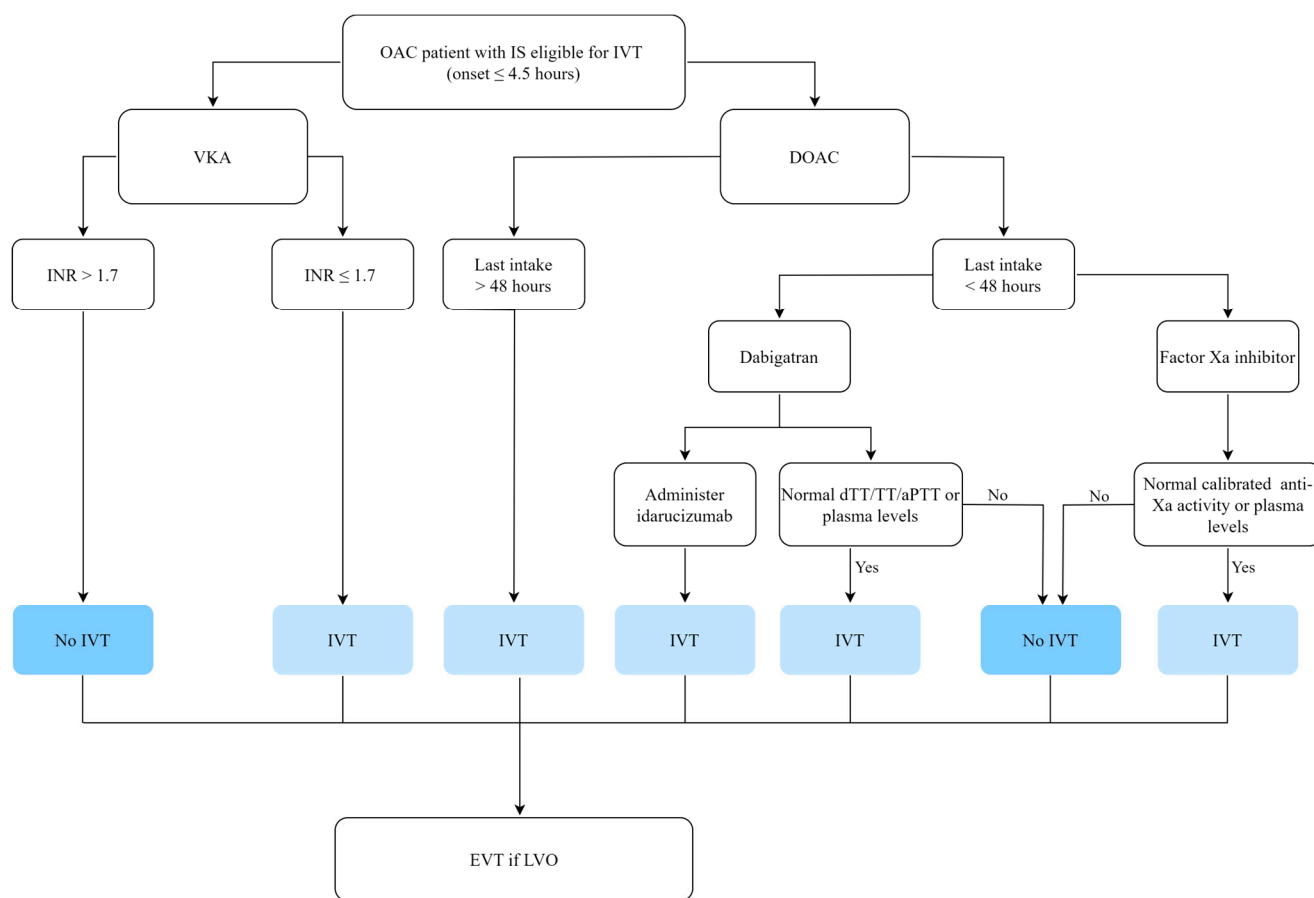 OAC patient with IS eligible for IVT
(onset ≤ 4.5 hours)
VKA
DOAC
INR > 1.7
INR ≤ 1.7
Last intake
> 48 hours
Last intake
< 48 hours
Dabigatran
Factor Xa inhibitor
Administer
idarucizumab
Normal dTT/TT/aPTT or
plasma levels
No
No
Normal calibrated anti-
Xa activity or plasma
levels
Yes
Yes
No IVT
IVT
IVT
IVT
IVT
No IVT
IVT
EVT if LVO